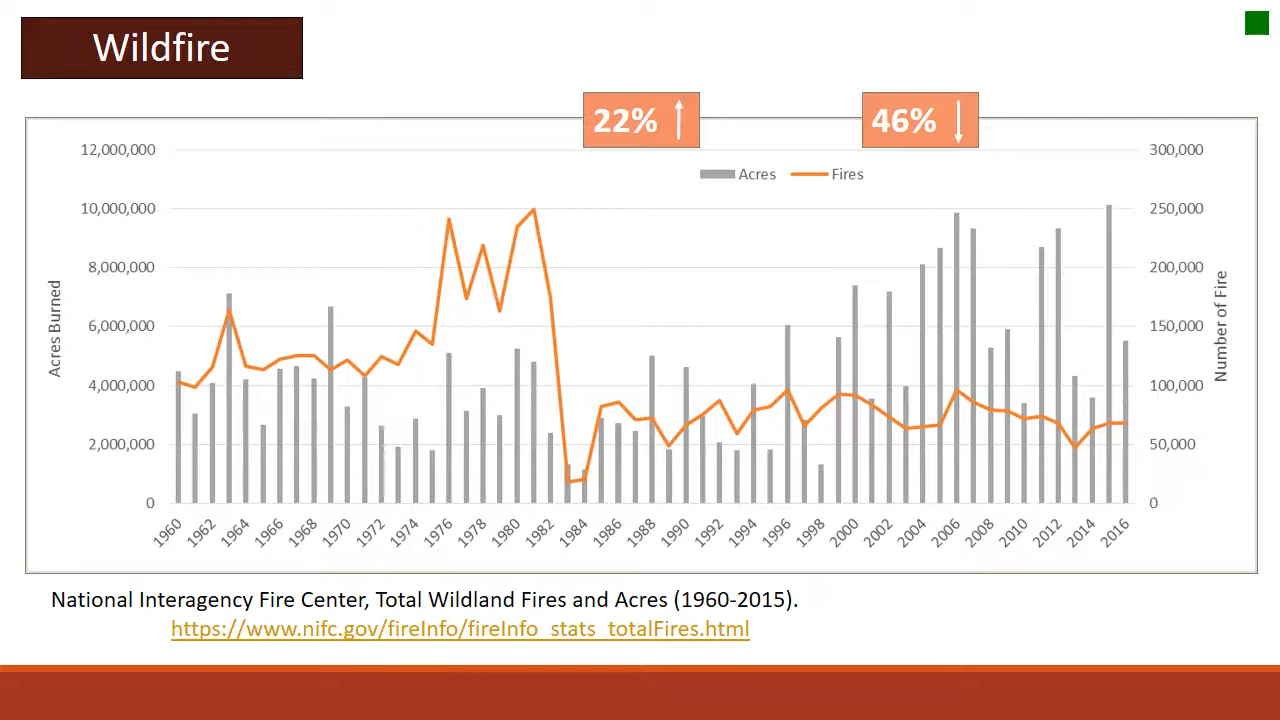 Wildfire
22%
46%
12,000,000
10,000,000
8,000,000
6,000,000
4,000,000
2,000,000
0
Acres Burned
Acres
Fires
300,000
250,000
200,000
150,000
100,000
50,000
0
Number of Fire
1960 1962 1964 1966 1968 1970 1972 1974 1976 1978 1980 1982 1984 1986 1988 1990 1992 1994 1996 1998 2000 2002 2004 2006 2008 2010 2012 2014 2016
National Interagency Fire Center, Total Wildland Fires and Acres (1960-2015).
https://www.nifc.gov/fireInfo/fireInfo_stats_totalFires.html